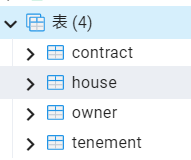 表 (4)
contract
house
owner
tenement